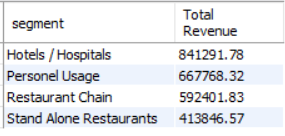 segment Total
Revenue
Hotels / Hospitals 841291.78
Personel Usage 667768.32
Restaurant Chain 592401.83
Stand Alone Restaurants 413846.57